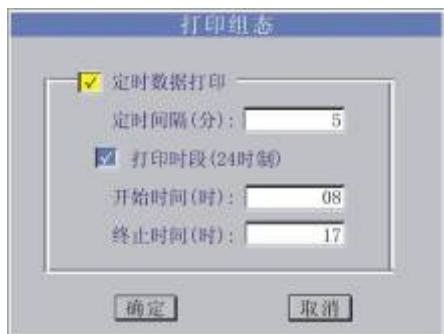 打印组态
定时数据打印
定时间隔(分): 5
打印时段(24时制)
开始时间(时): 08
终止时间(时): 17
确定 取消